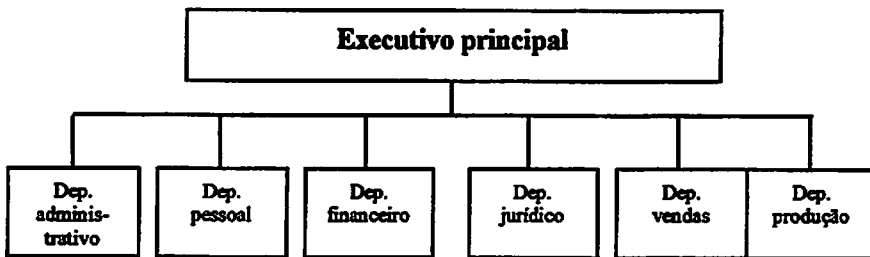 Executivo principal
Dep.
adminis-
trativo
Dep.
pessoal
Dep.
financeiro
Dep.
jurídico
Dep.
vendas
Dep.
produção